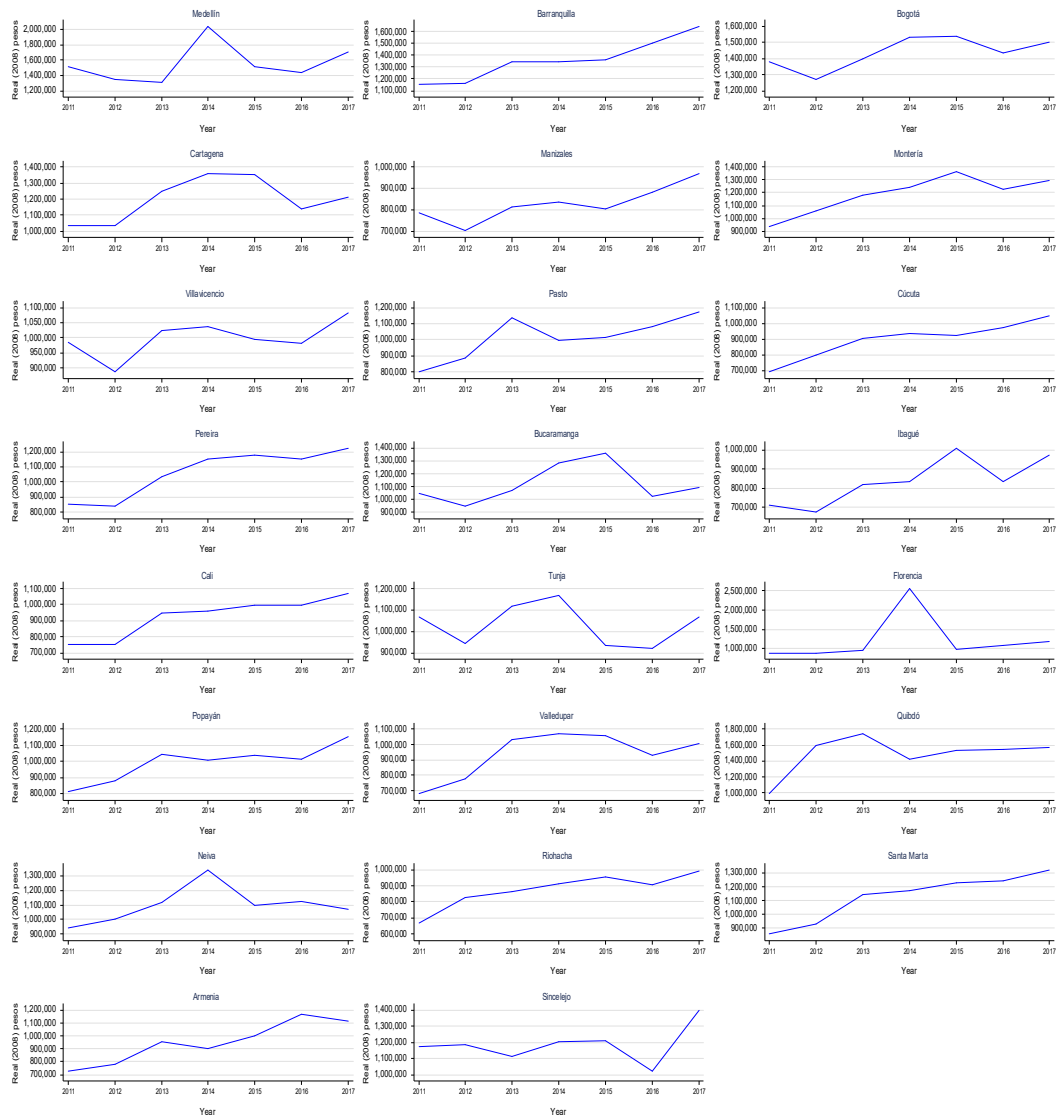 Medellín
Real (2008) pesos
2,000,000
1,800,000
1,600,000
1,400,000
1,200,000
2011 2012 2013 2014 2015 2016 2017
Year
Barranquilla
Real (2008) pesos
1,600,000
1,500,000
1,400,000
1,300,000
1,200,000
1,100,000
2011 2012 2013 2014 2015 2016 2017
Year
Bogotá
Real (2008) pesos
1,600,000
1,500,000
1,400,000
1,300,000
1,200,000
2011 2012 2013 2014 2015 2016 2017
Year
Cartagena
Real (2008) pesos
1,400,000
1,300,000
1,200,000
1,100,000
1,000,000
2011 2012 2013 2014 2015 2016 2017
Year
Manizales
Real (2008) pesos
1,000,000
900,000
800,000
700,000
2011 2012 2013 2014 2015 2016 2017
Year
Montería
Real (2008) pesos
1,400,000
1,300,000
1,200,000
1,100,000
1,000,000
900,000
2011 2012 2013 2014 2015 2016 2017
Year
Villavicencio
Real (2008) pesos
1,100,000
1,050,000
1,000,000
950,000
900,000
2011 2012 2013 2014 2015 2016 2017
Year
Pasto
Real (2008) pesos
1,200,000
1,100,000
1,000,000
900,000
800,000
2011 2012 2013 2014 2015 2016 2017
Year
Cúcuta
Real (2008) pesos
1,100,000
1,000,000
900,000
800,000
700,000
2011 2012 2013 2014 2015 2016 2017
Year
Pereira
Real (2008) pesos
1,200,000
1,100,000
1,000,000
900,000
800,000
2011 2012 2013 2014 2015 2016 2017
Year
Bucaramanga
Real (2008) pesos
1,400,000
1,300,000
1,200,000
1,100,000
1,000,000
900,000
2011 2012 2013 2014 2015 2016 2017
Year
Ibagué
Real (2008) pesos
1,000,000
900,000
800,000
700,000
2011 2012 2013 2014 2015 2016 2017
Year
Cali
Real (2008) pesos
1,100,000
1,000,000
900,000
800,000
700,000
2011 2012 2013 2014 2015 2016 2017
Year
Tunja
Real (2008) pesos
1,200,000
1,100,000
1,000,000
900,000
2011 2012 2013 2014 2015 2016 2017
Year
Florencia
Real (2008) pesos
2,500,000
2,000,000
1,500,000
1,000,000
2011 2012 2013 2014 2015 2016 2017
Year
Popayán
Real (2008) pesos
1,200,000
1,100,000
1,000,000
900,000
800,000
2011 2012 2013 2014 2015 2016 2017
Year
Valledupar
Real (2008) pesos
1,100,000
1,000,000
900,000
800,000
700,000
2011 2012 2013 2014 2015 2016 2017
Year
Quibdó
Real (2008) pesos
1,800,000
1,600,000
1,400,000
1,200,000
1,000,000
2011 2012 2013 2014 2015 2016 2017
Year
Neiva
Real (2008) pesos
1,300,000
1,200,000
1,100,000
1,000,000
900,000
2011 2012 2013 2014 2015 2016 2017
Year
Riohacha
Real (2008) pesos
1,000,000
900,000
800,000
700,000
600,000
2011 2012 2013 2014 2015 2016 2017
Year
Santa Marta
Real (2008) pesos
1,300,000
1,200,000
1,100,000
1,000,000
900,000
2011 2012 2013 2014 2015 2016 2017
Year
Armenia
Real (2008) pesos
1,200,000
1,100,000
1,000,000
900,000
800,000
700,000
2011 2012 2013 2014 2015 2016 2017
Year
Sincelejo
Real (2008) pesos
1,400,000
1,300,000
1,200,000
1,100,000
1,000,000
2011 2012 2013 2014 2015 2016 2017
Year